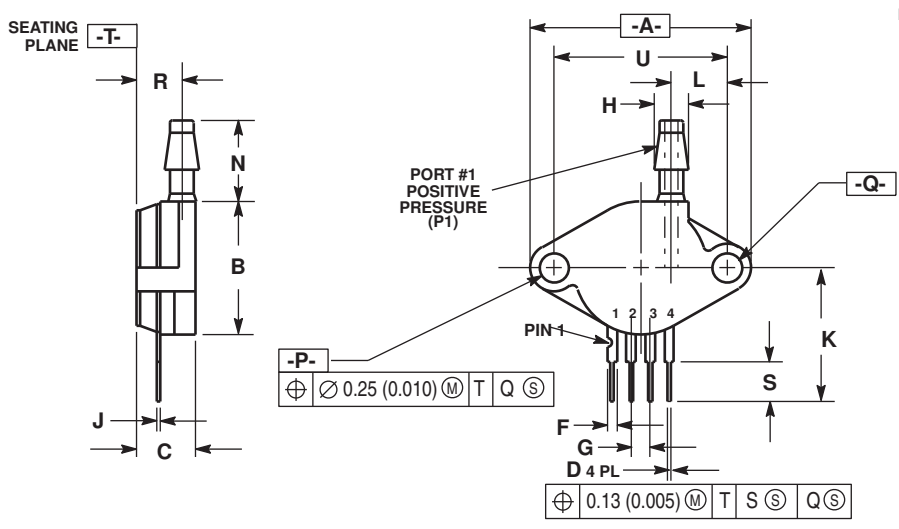 SEATING
PLANE
-T-
-A-
U
R
L
H
N
PORT #1
POSITIVE
PRESSURE
(P1)
-Q-
B
1 2 3 4
PIN 1
K
-P-
S
⌖ ∅ 0.25 (0.010) Ⓜ T Q Ⓢ
J
F
C
G
D 4 PL
⌖ 0.13 (0.005) Ⓜ T S Ⓢ Q Ⓢ